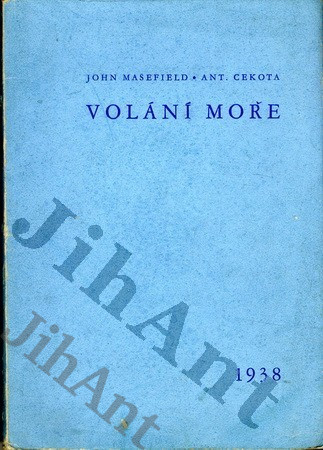 JOHN MASEFIELD • ANT. CEKOTA
VOLÁNÍ MOŘE
JihAnt
JihAnt
1938